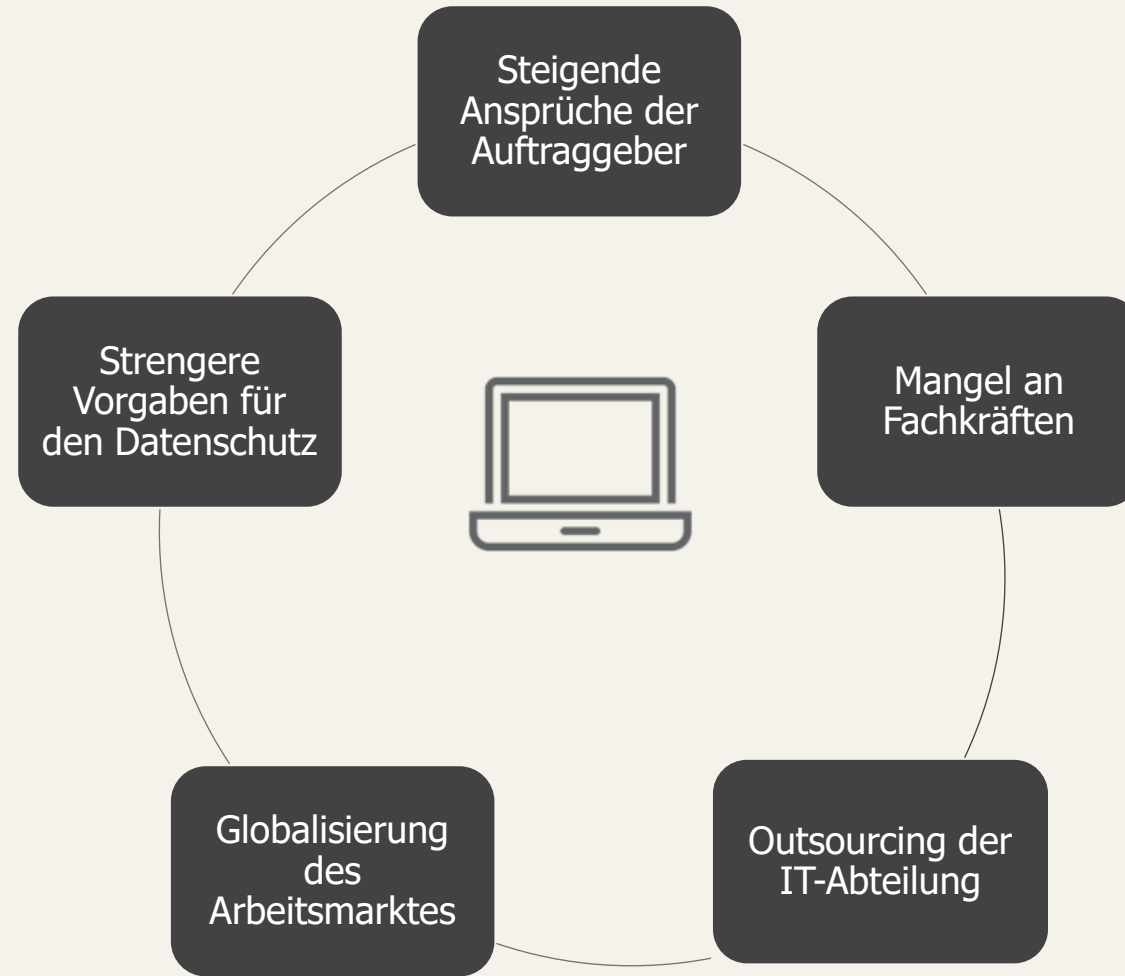 Steigende
Ansprüche der
Auftraggeber
Mangel an
Fachkräften
Outsourcing der
IT-Abteilung
Globalisierung
des
Arbeitsmarktes
Strengere
Vorgaben für
den Datenschutz